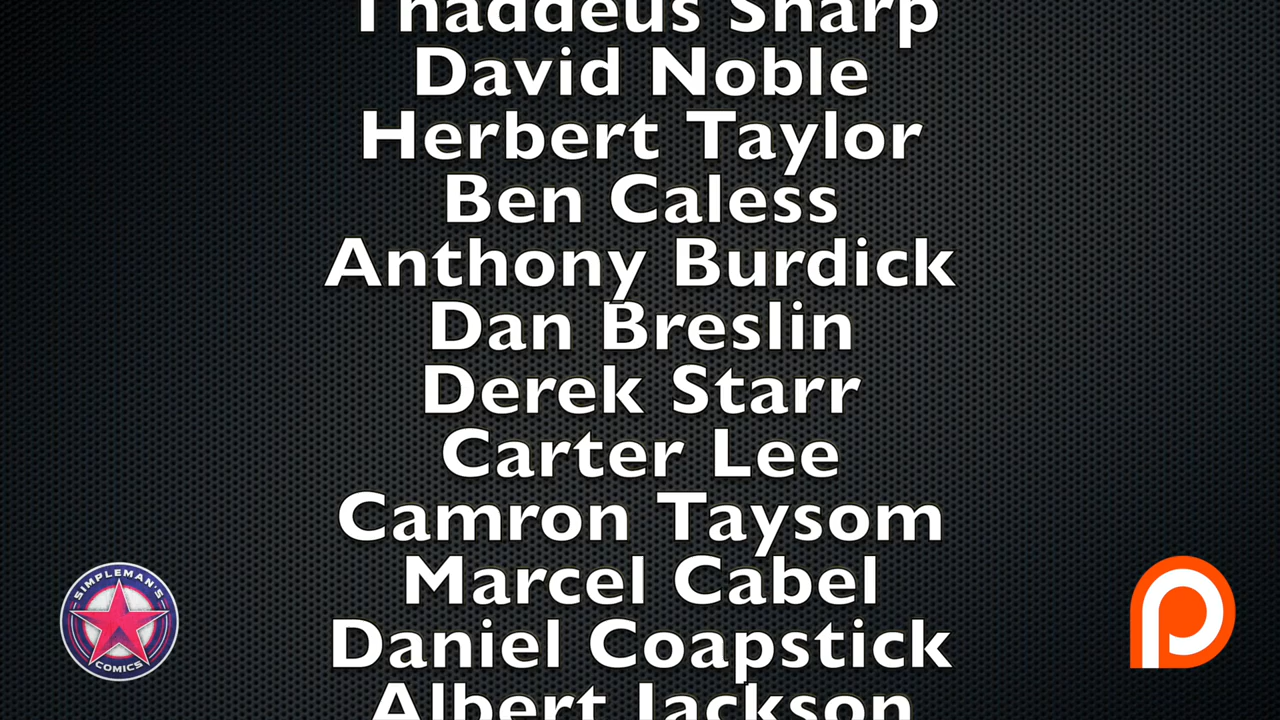 Thaddeus Sharp
David Noble
Herbert Taylor
Ben Caless
Anthony Burdick
Dan Breslin
Derek Starr
Carter Lee
Camron Taysom
Marcel Cabel
Daniel Coapstick
Albert Jackson
SIMPLEMAN'S
COMICS